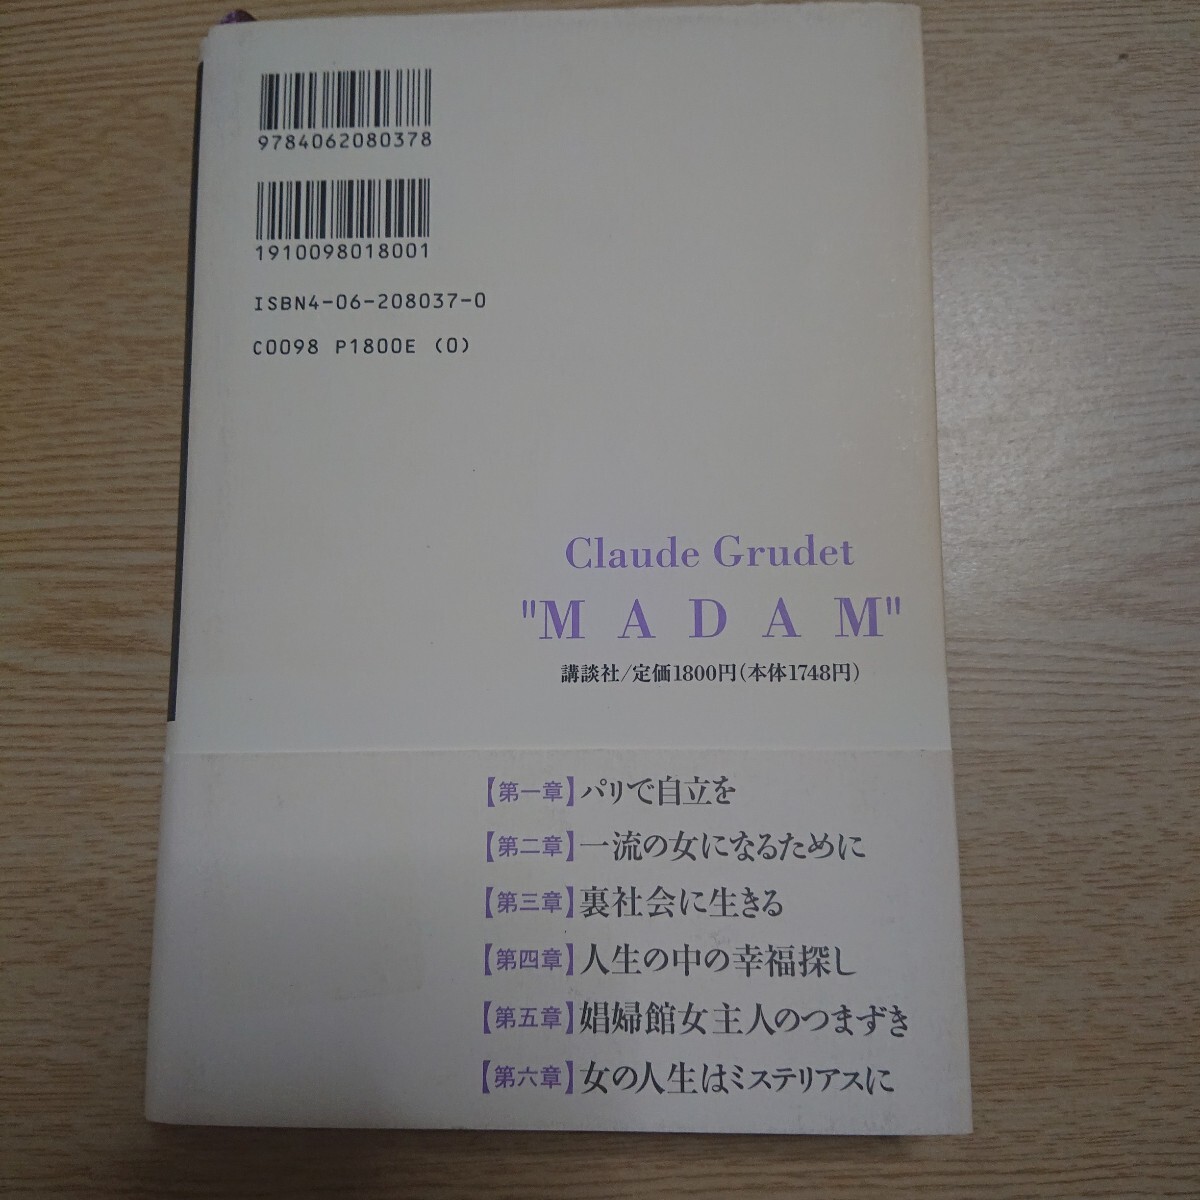 9784062080378
1910098018001
ISBN4-06-208037-0
C0098 P1800E (0)
Claude Grudet
"MADAM"
講談社/定価1800円(本体1748円)
【第一章】パリで自立を
【第二章】一流の女になるために
【第三章】裏社会に生きる
【第四章】人生の中の幸福探し
【第五章】娼婦館女主人のつまずき
【第六章】女の人生はミステリアスに